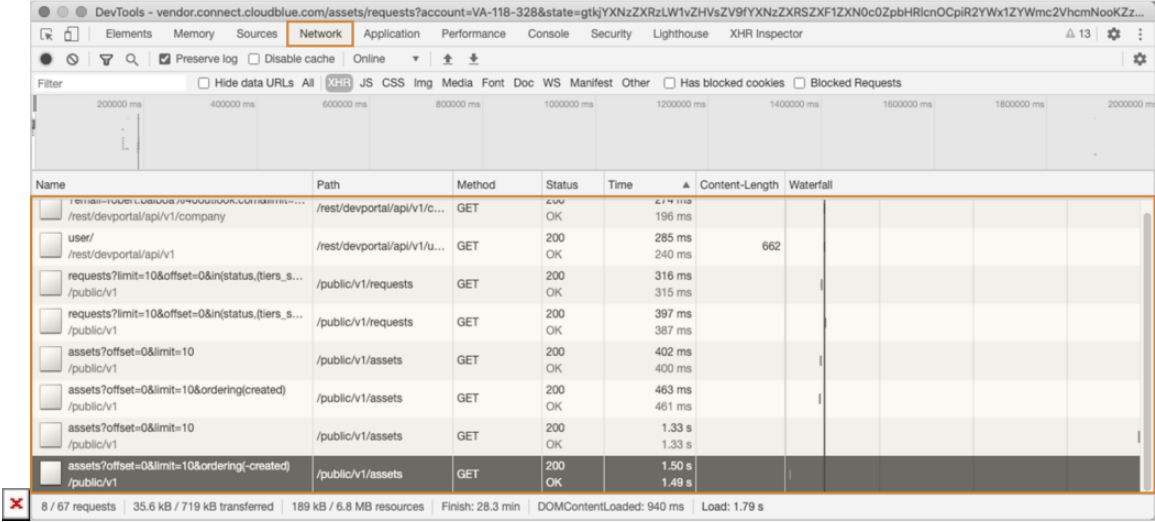 DevTools - vendor.connect.cloudblue.com/assets/requests?account=VA-118-328&state=gtkjYXNzZXRzLW1vZHVsZV9fYXNzZXRSZXF1ZXN0c0ZpbHRlcnOCpiR2YWx1ZYWmc2VhcmNooKZz...
Elements Memory Sources Network Application Performance Console Security Lighthouse XHR Inspector 13
Preserve log Disable cache Online
Filter Hide data URLs All XHR JS CSS Img Media Font Doc WS Manifest Other Has blocked cookies Blocked Requests
200000 ms 400000 ms 600000 ms 800000 ms 1000000 ms 1200000 ms 1400000 ms 1600000 ms 1800000 ms 2000000 m
Name Path Method Status Time Content-Length Waterfall
/rest/devportal/api/v1/c... GET 200 274 ms
/rest/devportal/api/v1/company OK 196 ms
user/ /rest/devportal/api/v1/u... GET 200 285 ms 662
/rest/devportal/api/v1 OK 240 ms
requests?limit=10&offset=0&in(status,(tiers_s... /public/v1/requests GET 200 316 ms
/public/v1 OK 315 ms
requests?limit=10&offset=0&in(status,(tiers_s... /public/v1/requests GET 200 397 ms
/public/v1 OK 387 ms
assets?offset=0&limit=10 /public/v1/assets GET 200 402 ms
/public/v1 OK 400 ms
assets?offset=0&limit=10&ordering(created) /public/v1/assets GET 200 463 ms
/public/v1 OK 461 ms
assets?offset=0&limit=10 /public/v1/assets GET 200 1.33 s
/public/v1 OK 1.33 s
assets?offset=0&limit=10&ordering(-created) /public/v1/assets GET 200 1.50 s
/public/v1 OK 1.49 s
8 / 67 requests 35.6 kB / 719 kB transferred 189 kB / 6.8 MB resources Finish: 28.3 min DOMContentLoaded: 940 ms Load: 1.79 s